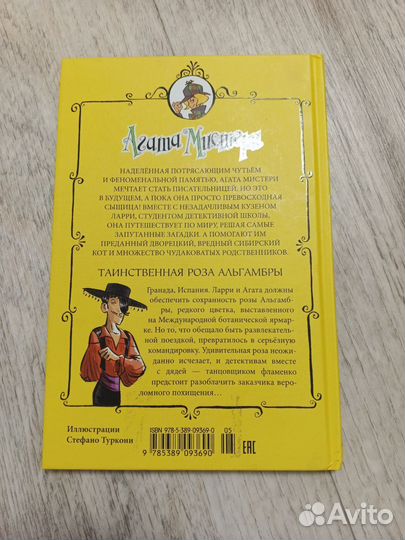 Агата Мистери
НАДЕЛЁННАЯ ПОТРЯСАЮЩИМ ЧУТЬЁМ
И ФЕНОМЕНАЛЬНОЙ ПАМЯТЬЮ, АГАТА МИСТЕРИ
МЕЧТАЕТ СТАТЬ ПИСАТЕЛЬНИЦЕЙ. НО ЭТО
В БУДУЩЕМ, А ПОКА ОНА ПРОСТО ПРЕВОСХОДНАЯ
СЫЩИЦА! ВМЕСТЕ С НЕЗАДАЧЛИВЫМ КУЗЕНОМ
ЛАРРИ, СТУДЕНТОМ ДЕТЕКТИВНОЙ ШКОЛЫ,
ОНА ПУТЕШЕСТВУЕТ ПО МИРУ, РЕШАЯ САМЫЕ
ЗАПУТАННЫЕ ЗАГАДКИ. А ПОМОГАЮТ ИМ
ПРЕДАННЫЙ ДВОРЕЦКИЙ, ВРЕДНЫЙ СИБИРСКИЙ
КОТ И МНОЖЕСТВО ЧУДАКОВАТЫХ РОДСТВЕННИКОВ.
ТАИНСТВЕННАЯ РОЗА АЛЬГАМБРЫ
Гранада, Испания. Ларри и Агата должны
обеспечить сохранность розы Альгамб-
ры, редкого цветка, выставленного
на Международной ботанической ярмар-
ке. Но то, что обещало быть развлекатель-
ной поездкой, превратилось в серьёзную
командировку. Удивительная роза неожи-
данно исчезает, и детективам вместе
с дядей — танцовщиком фламенко
предстоит разоблачить заказчика веро-
ломного похищения…
Иллюстрации
Стефано Туркони
ISBN 978-5-389-09369-0 05
9 785389 093690
EAC
Avito